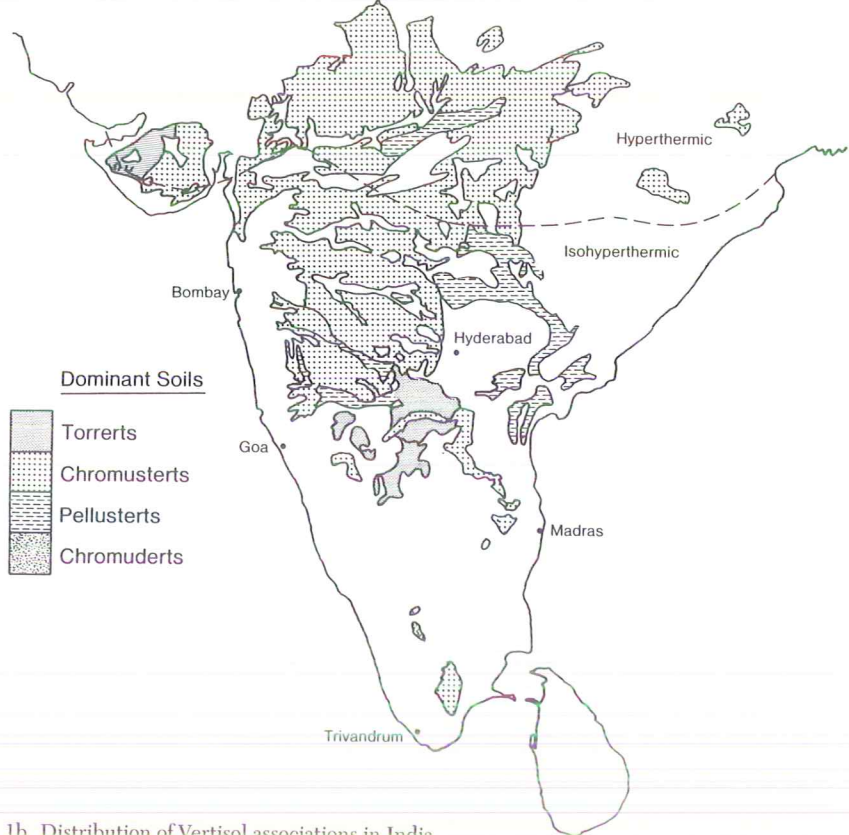 Hyperthermic
Isohyperthermic
Bombay
Hyderabad
Dominant Soils
Torrerts
Goa
Chromusterts
Pellusterts
Madras
Chromuderts
Trivandrum
1b. Distribution of Vertisol associations in India